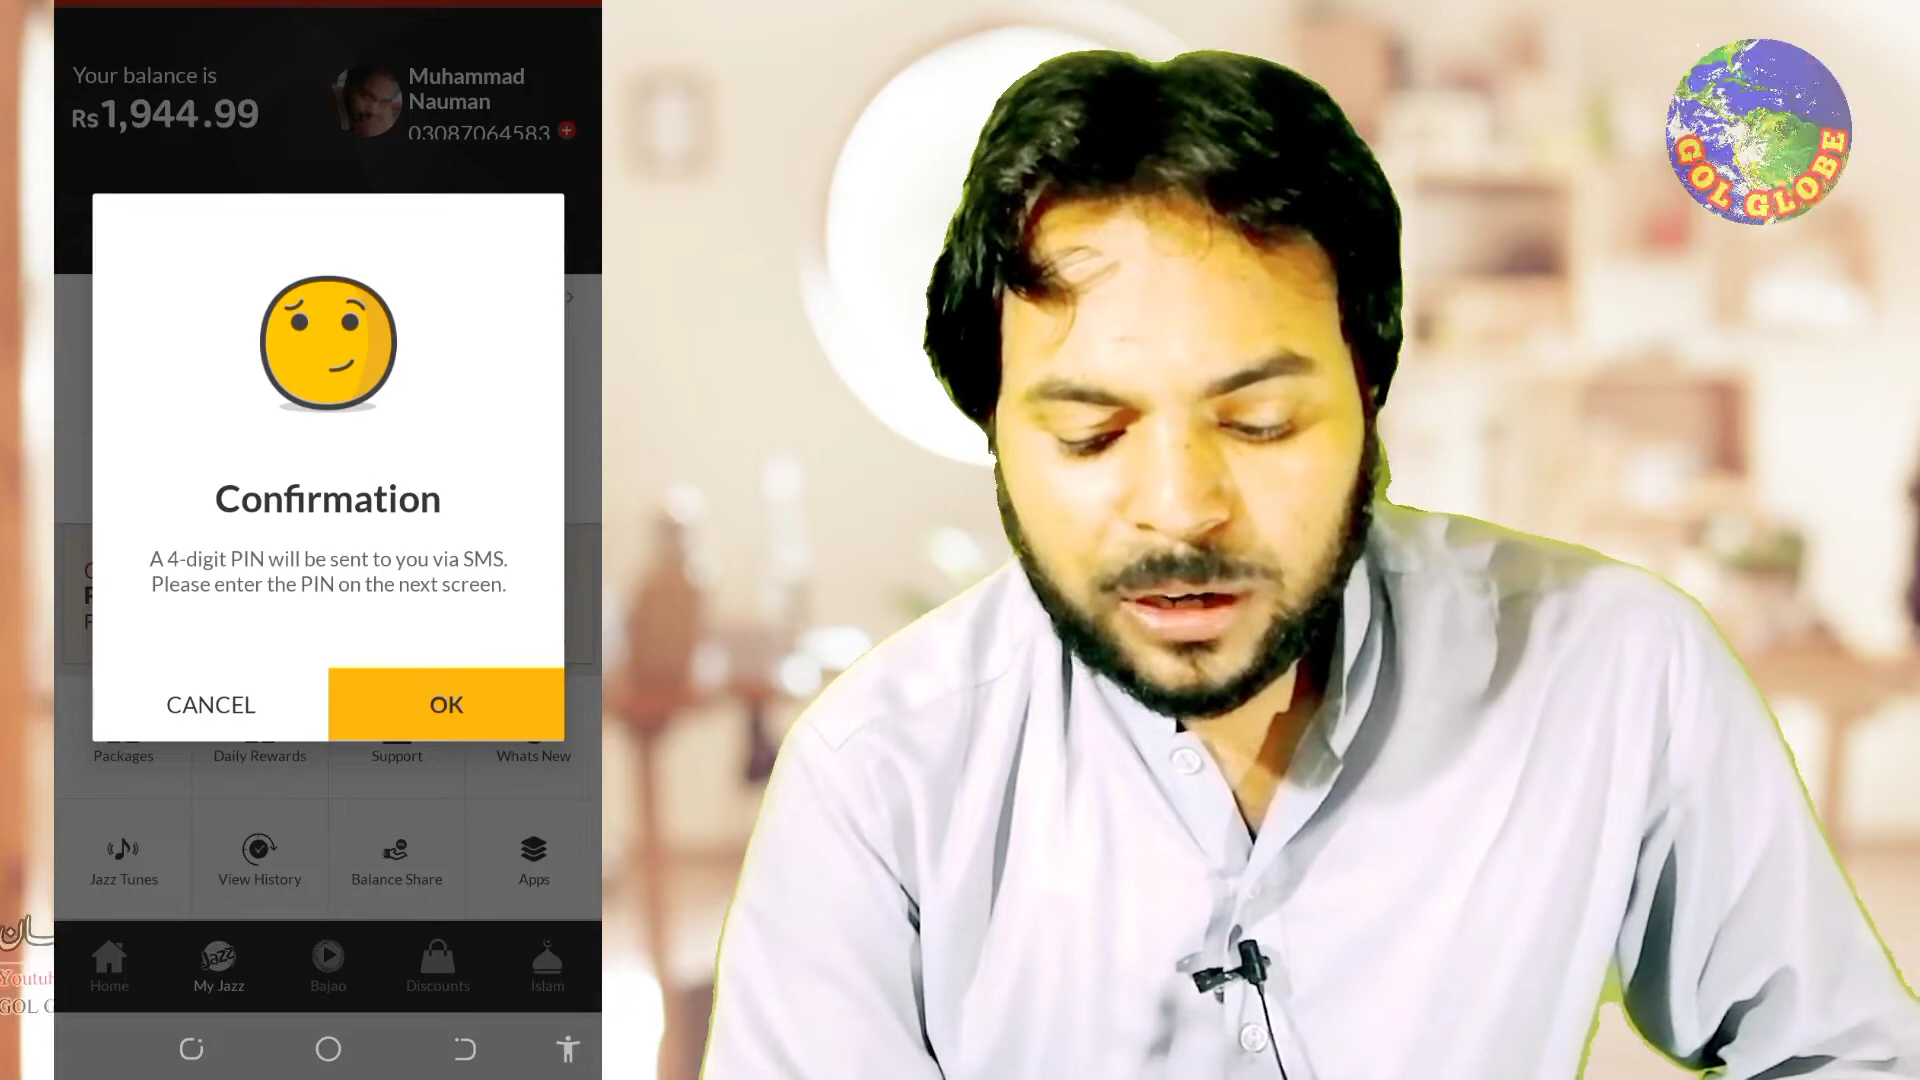 Your balance is
Rs1,944.99
Muhammad
Nauman
03087064583
Confirmation
A 4-digit PIN will be sent to you via SMS.
Please enter the PIN on the next screen.
CANCEL
OK
Packages
Daily Rewards
Support
Whats New
Jazz Tunes
View History
Balance Share
Apps
Jazz
Home
My Jazz
Bajao
Discounts
Islam
GOL GLOBE